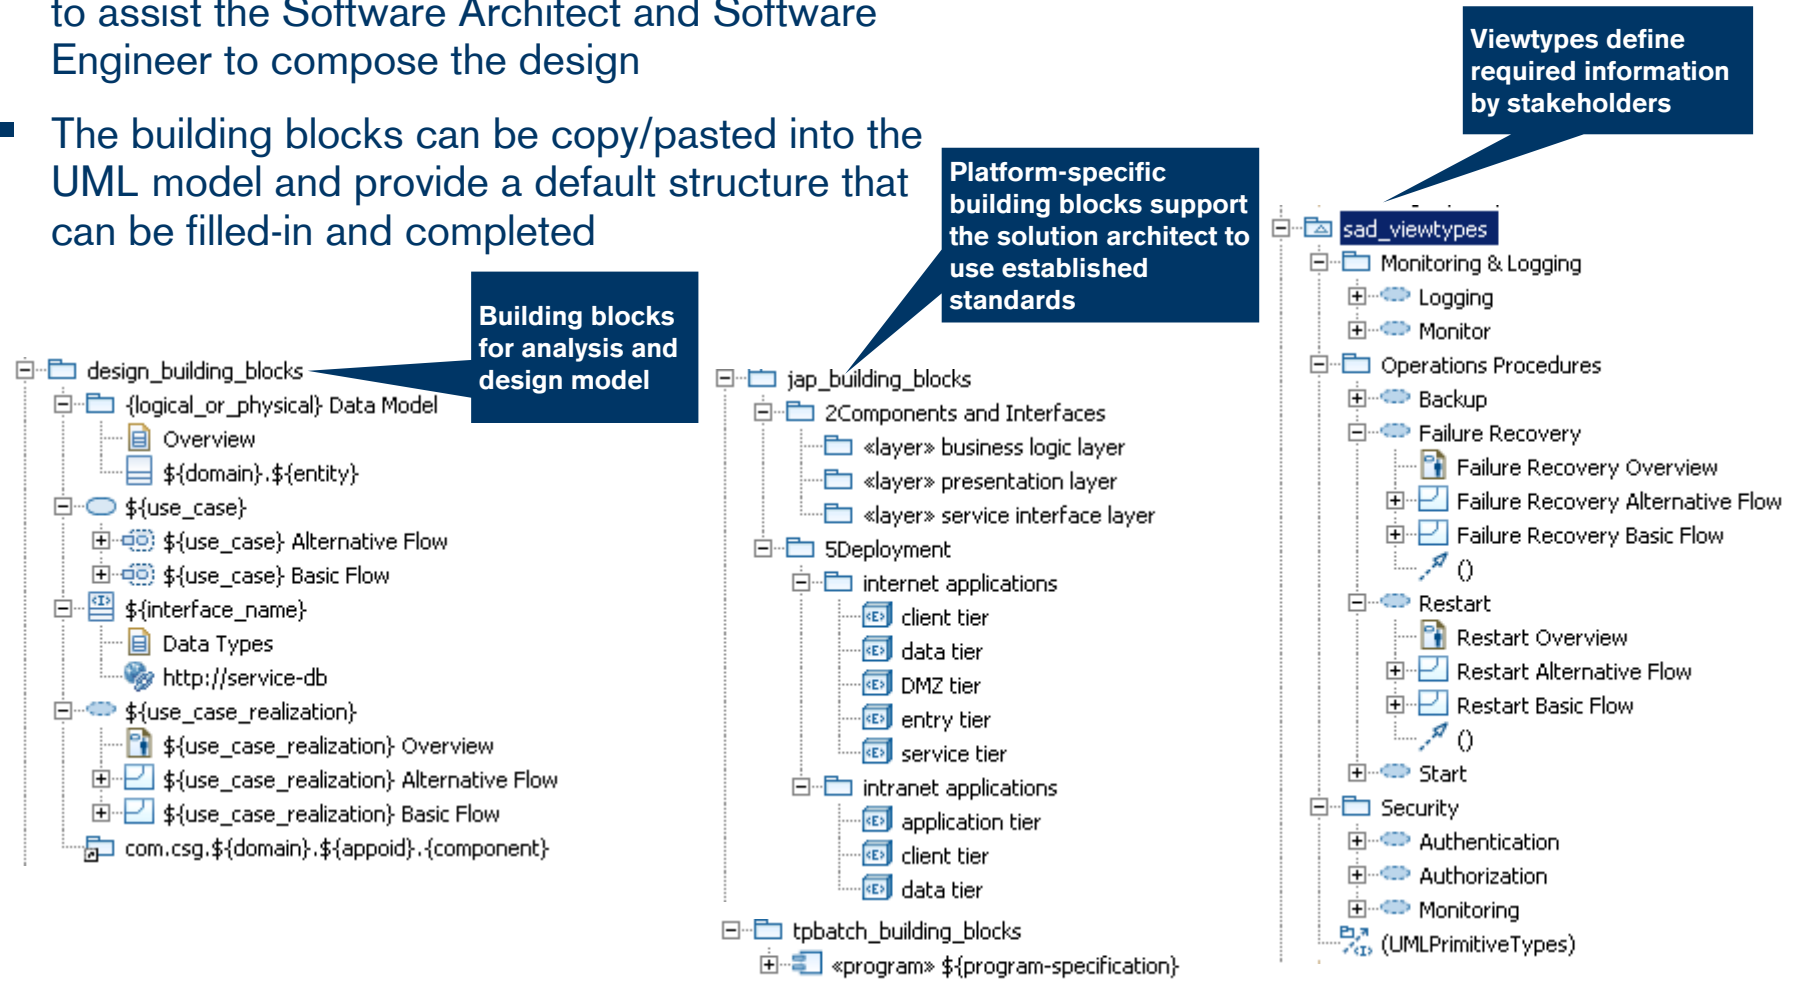 to assist the Software Architect and Software
Engineer to compose the design
The building blocks can be copy/pasted into the
UML model and provide a default structure that
can be filled-in and completed
Building blocks
for analysis and
design model
design_building_blocks
{logical_or_physical} Data Model
Overview
${domain}.${entity}
${use_case}
${use_case} Alternative Flow
${use_case} Basic Flow
${interface_name}
Data Types
http://service-db
${use_case_realization}
${use_case_realization} Overview
${use_case_realization} Alternative Flow
${use_case_realization} Basic Flow
com.csg.${domain}.${appoid}.{component}
Platform-specific
building blocks support
the solution architect to
use established
standards
jap_building_blocks
2Components and Interfaces
«layer» business logic layer
«layer» presentation layer
«layer» service interface layer
5Deployment
internet applications
client tier
data tier
DMZ tier
entry tier
service tier
intranet applications
application tier
client tier
data tier
tpbatch_building_blocks
«program» ${program-specification}
Viewtypes define
required information
by stakeholders
sad_viewtypes
Monitoring & Logging
Logging
Monitor
Operations Procedures
Backup
Failure Recovery
Failure Recovery Overview
Failure Recovery Alternative Flow
Failure Recovery Basic Flow
()
Restart
Restart Overview
Restart Alternative Flow
Restart Basic Flow
()
Start
Security
Authentication
Authorization
Monitoring
(UMLPrimitiveTypes)